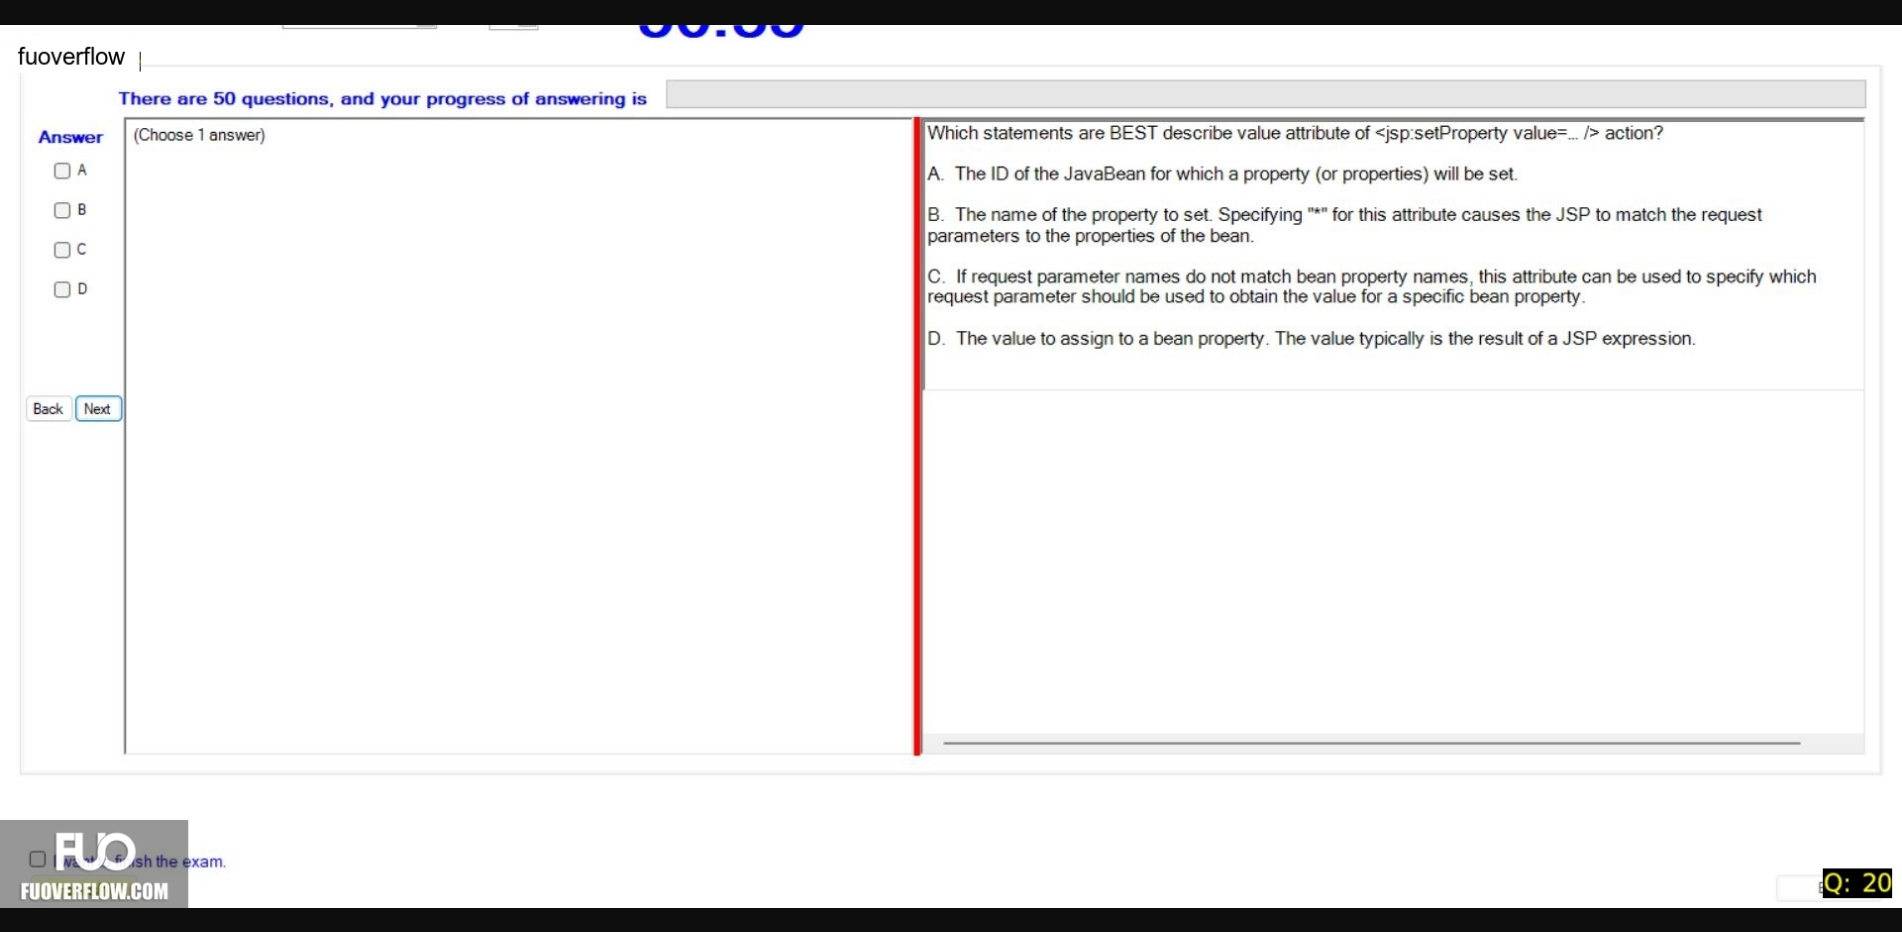 fuoverflow
There are 50 questions, and your progress of answering is
Answer
(Choose 1 answer)
A
B
C
D
Back
Next
Which statements are BEST describe value attribute of <jsp:setProperty value=... /> action?
A. The ID of the JavaBean for which a property (or properties) will be set.
B. The name of the property to set. Specifying "*" for this attribute causes the JSP to match the request
parameters to the properties of the bean.
C. If request parameter names do not match bean property names, this attribute can be used to specify which
request parameter should be used to obtain the value for a specific bean property.
D. The value to assign to a bean property. The value typically is the result of a JSP expression.
FUO
the exam.
FUOVERFLOW.COM
Q: 20